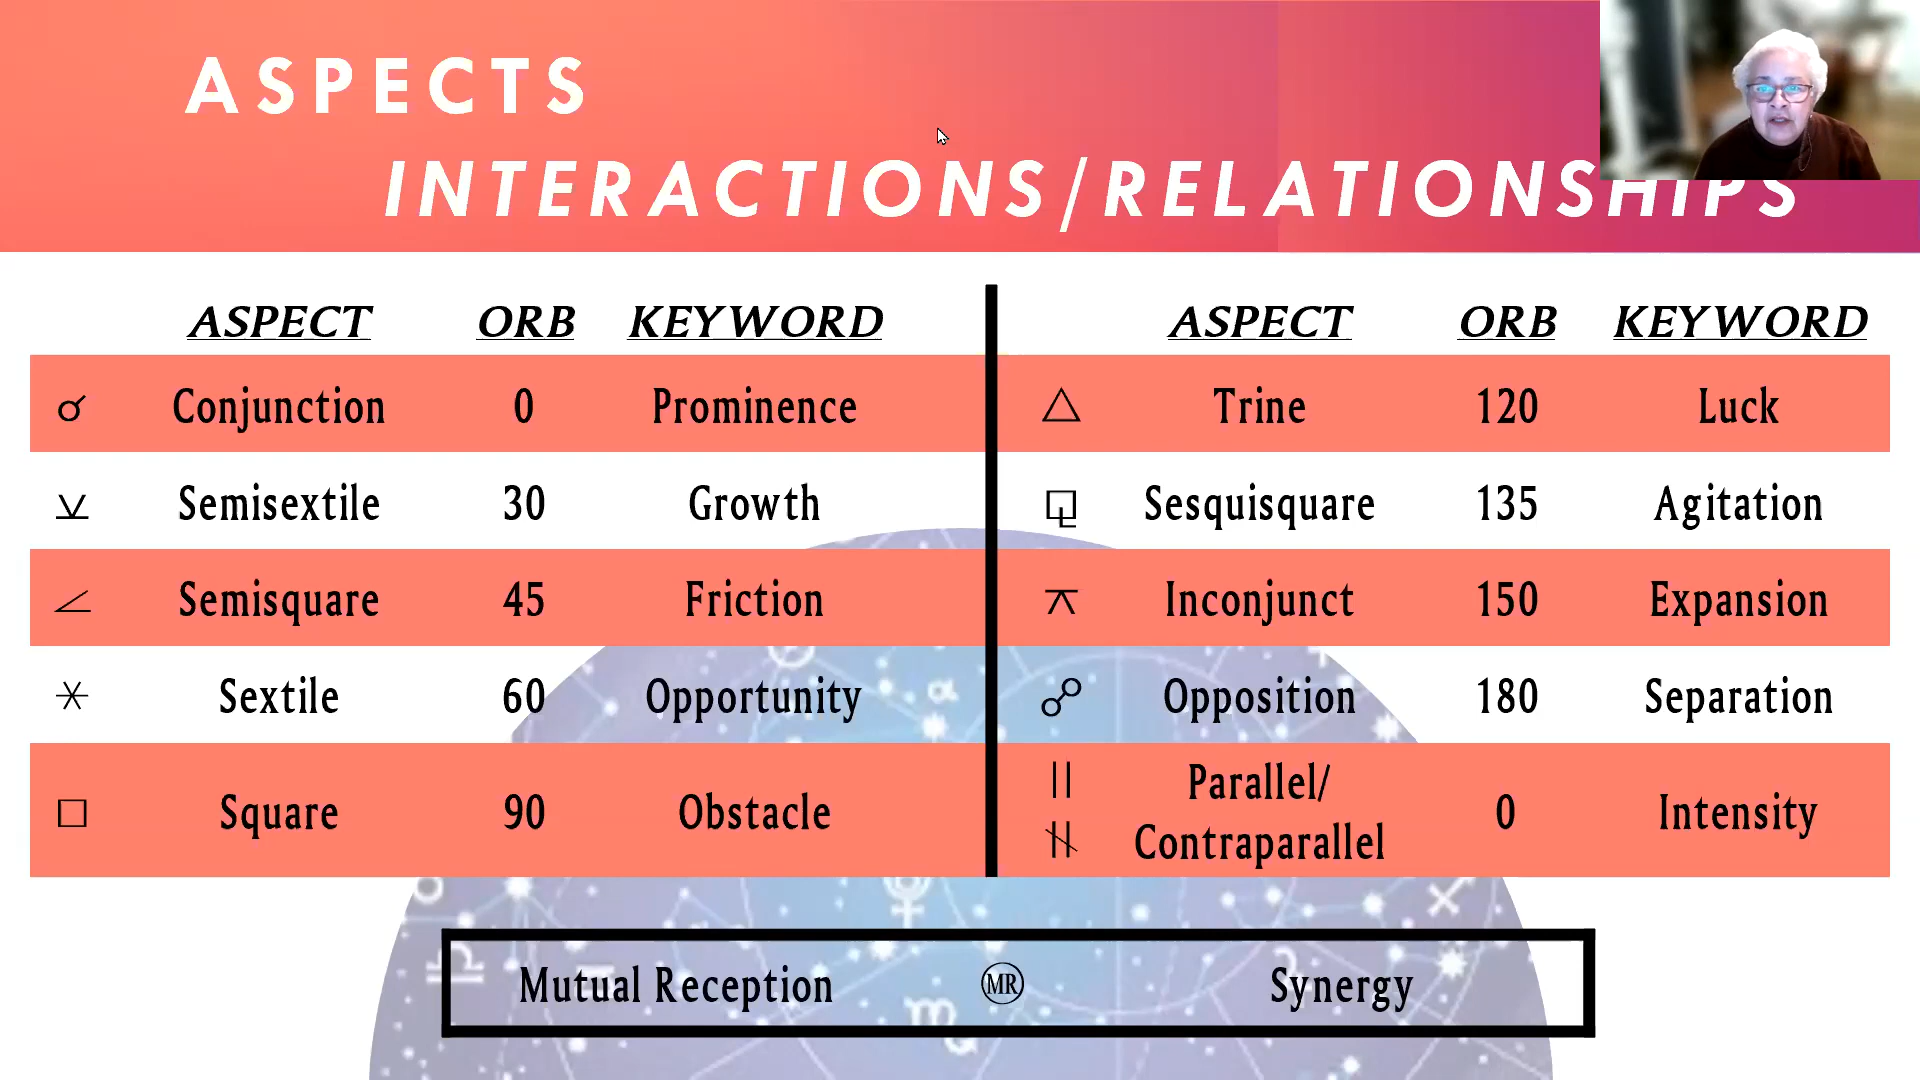 ASPECTS
INTERACTIONS/RELATIONSHIPS
ASPECT ORB KEYWORD
Conjunction 0 Prominence
Semisextile 30 Growth
Semisquare 45 Friction
Sextile 60 Opportunity
Square 90 Obstacle
ASPECT ORB KEYWORD
Trine 120 Luck
Sesquisquare 135 Agitation
Inconjunct 150 Expansion
Opposition 180 Separation
Parallel/
Contraparallel 0 Intensity
Mutual Reception MR Synergy